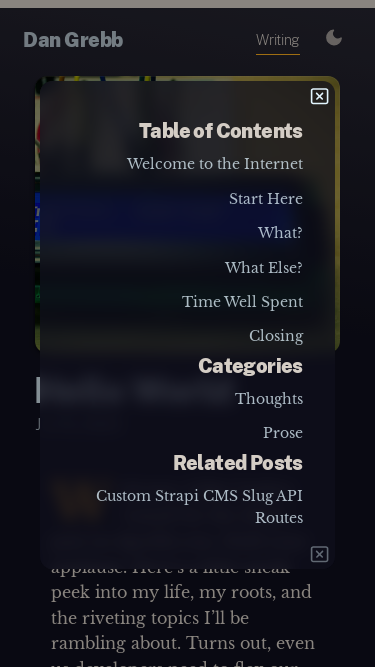 Dan Grebb
Writing
Table of Contents
Welcome to the Internet
Start Here
What?
What Else?
Time Well Spent
Closing
Categories
Thoughts
Prose
Related Posts
Custom Strapi CMS Slug API
Routes
applause. Here's a little sneak
peek into my life, my roots, and
the riveting topics I'll be
rambling about. Turns out, even